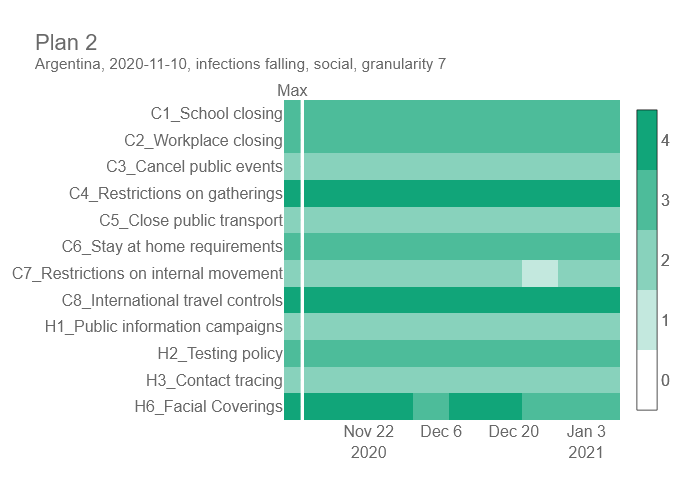 Plan 2
Argentina, 2020-11-10, infections falling, social, granularity 7
Max
C1_School closing
C2_Workplace closing
C3_Cancel public events
C4_Restrictions on gatherings
C5_Close public transport
C6_Stay at home requirements
C7_Restrictions on internal movement
C8_International travel controls
H1_Public information campaigns
H2_Testing policy
H3_Contact tracing
H6_Facial Coverings
Nov 22 Dec 6 Dec 20 Jan 3
2020 2021
4
3
2
1
0